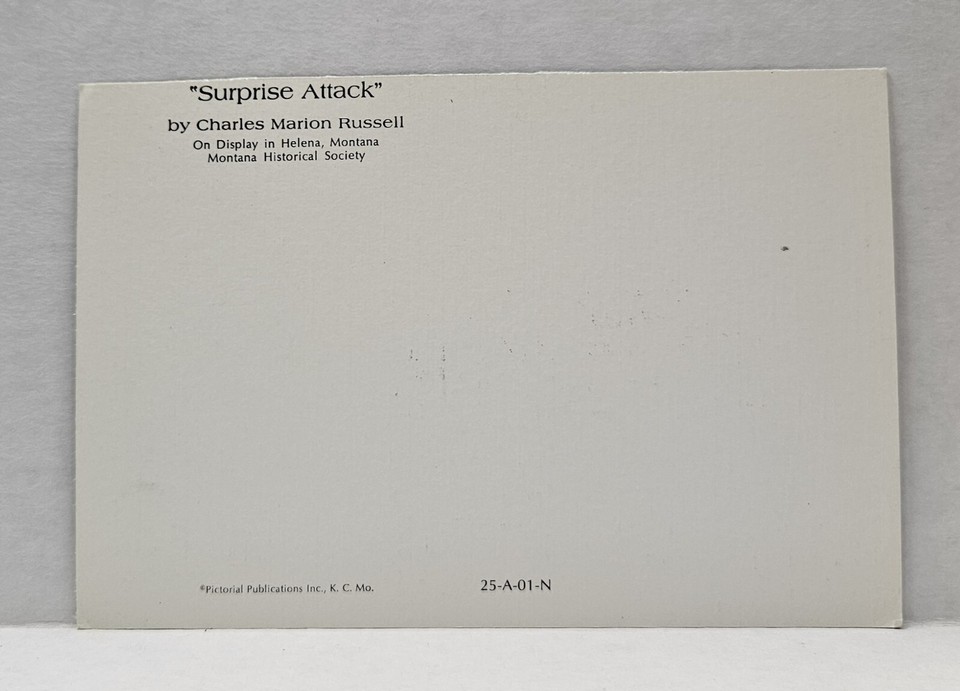 "Surprise Attack"
by Charles Marion Russell
On Display in Helena, Montana
Montana Historical Society
©Pictorial Publications Inc., K. C. Mo.
25-A-01-N